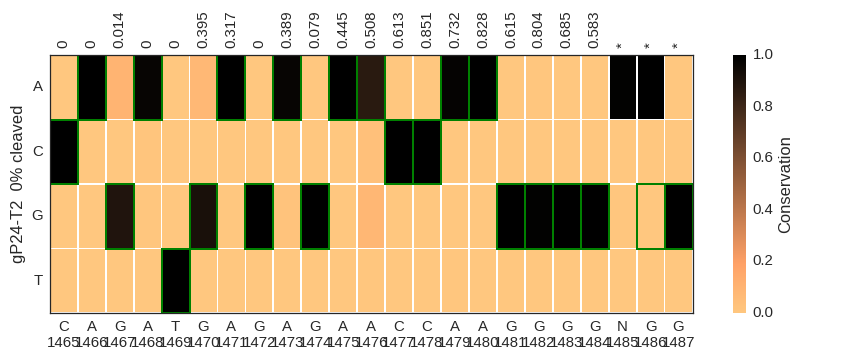 0 0 0.014 0 0 0.395 0.317 0 0.389 0.079 0.445 0.508 0.613 0.851 0.732 0.828 0.615 0.804 0.685 0.583 * * *
gP24-T2 0% cleaved
A
C
G
T
C A G A T G A G A G A A C C A A G G G G N G G
1465 1466 1467 1468 1469 1470 1471 1472 1473 1474 1475 1476 1477 1478 1479 1480 1481 1482 1483 1484 1485 1486 1487
1.0
0.8
0.6
0.4
0.2
0.0
Conservation